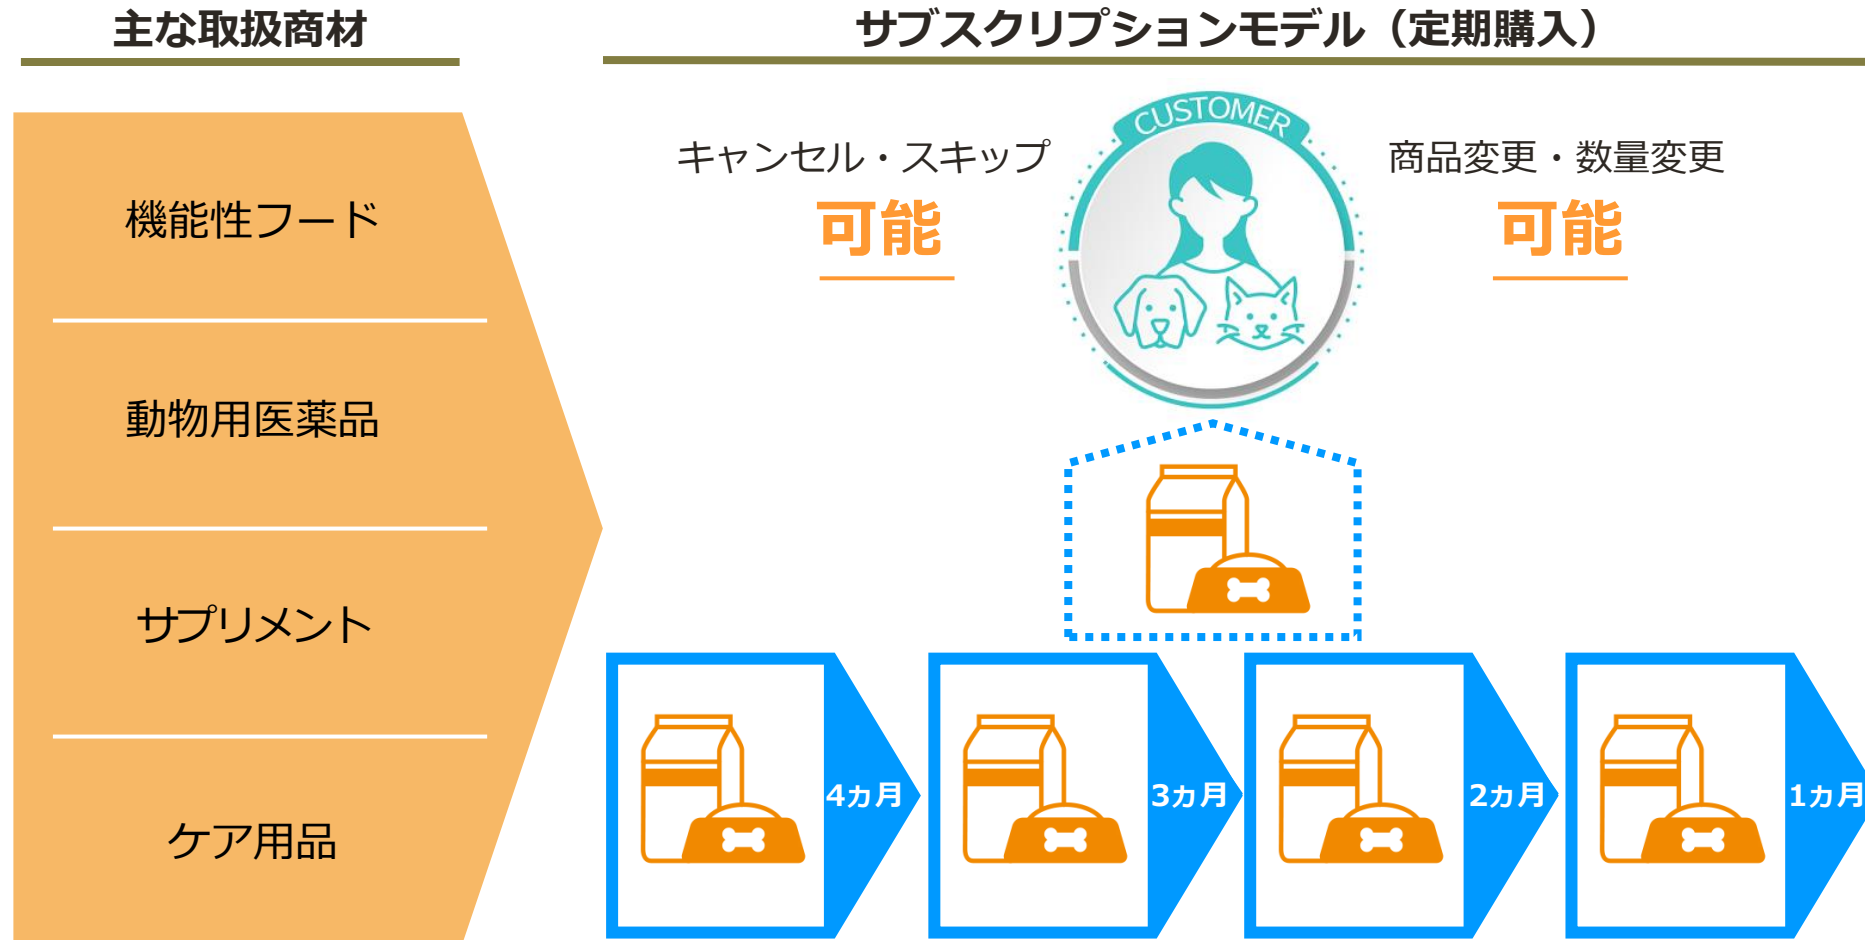 主な取扱商材
機能性フード
動物用医薬品
サプリメント
ケア用品
サブスクリプションモデル（定期購入）
キャンセル・スキップ
可能
CUSTOMER
商品変更・数量変更
可能
4カ月
3カ月
2カ月
1カ月